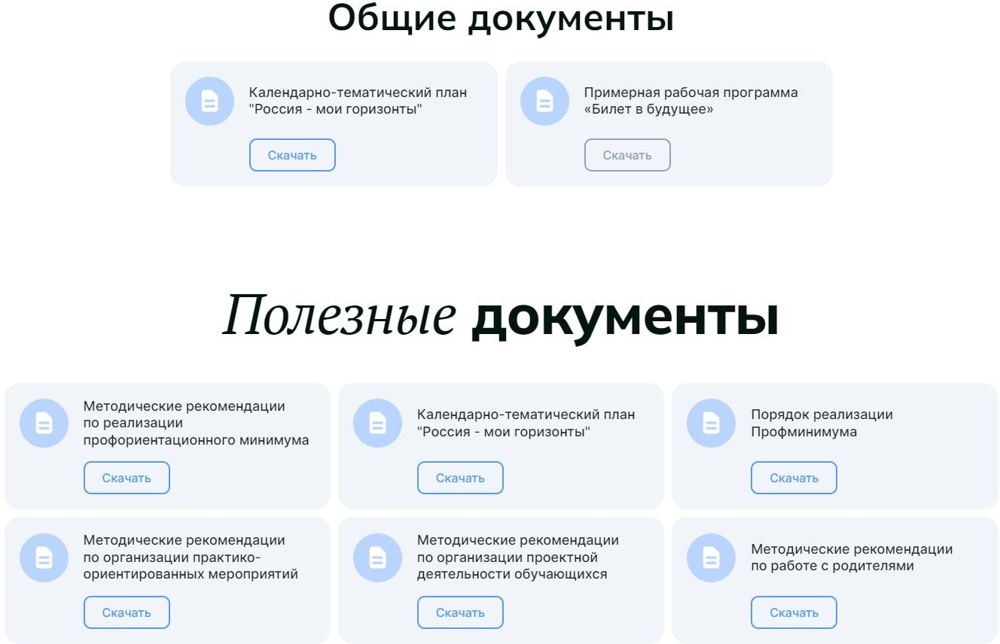 Общие документы
Календарно-тематический план
"Россия - мои горизонты"
Скачать
Примерная рабочая программа
«Билет в будущее»
Скачать
Полезные документы
Методические рекомендации
по реализации
профориентационного минимума
Скачать
Календарно-тематический план
"Россия - мои горизонты"
Скачать
Порядок реализации
Профминимума
Скачать
Методические рекомендации
по организации практико-
ориентированных мероприятий
Скачать
Методические рекомендации
по организации проектной
деятельности обучающихся
Скачать
Методические рекомендации
по работе с родителями
Скачать